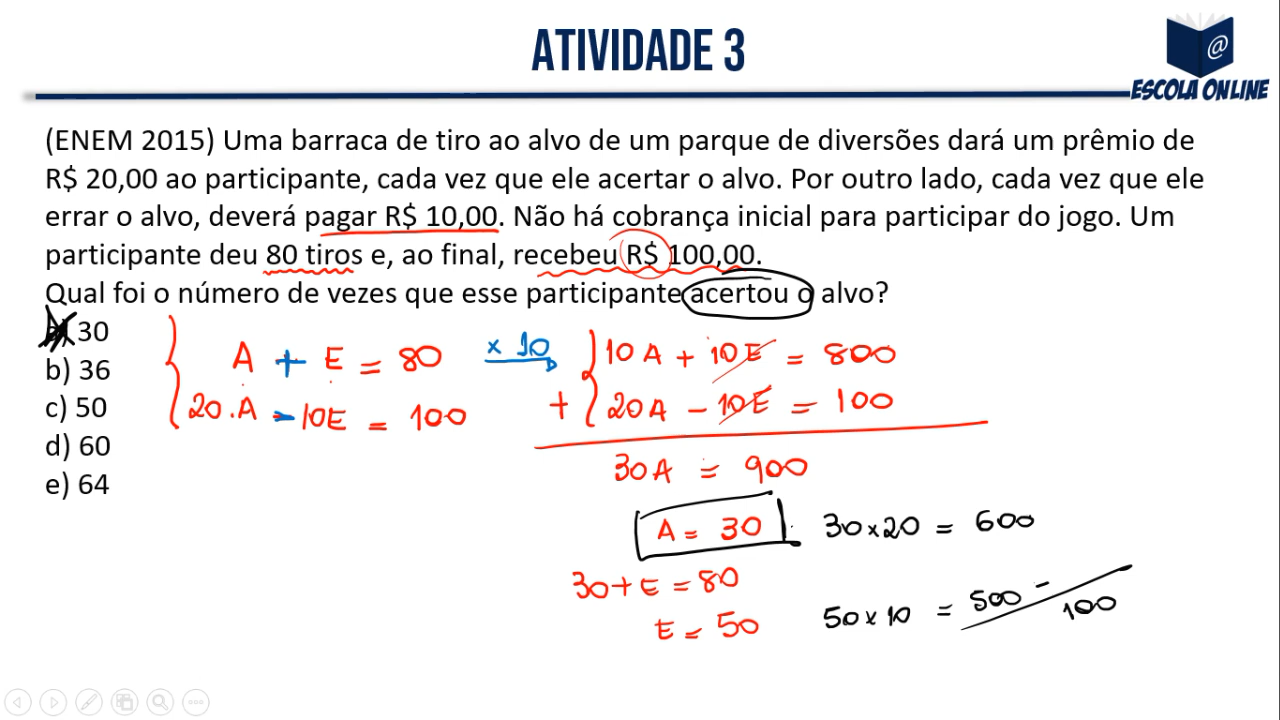 ATIVIDADE 3
@
ESCOLA ONLINE
(ENEM 2015) Uma barraca de tiro ao alvo de um parque de diversões dará um prêmio de
R$ 20,00 ao participante, cada vez que ele acertar o alvo. Por outro lado, cada vez que ele
errar o alvo, deverá pagar R$ 10,00. Não há cobrança inicial para participar do jogo. Um
participante deu 80 tiros e, ao final, recebeu R$ 100,00.
Qual foi o número de vezes que esse participante acertou o alvo?
a) 30
b) 36
c) 50
d) 60
e) 64
A + E = 80
20.A - 10E = 100
x 10
10A + 10E = 800
+ 20A - 10E = 100
30A = 900
A = 30
30x20 = 600
30+E = 80
E = 50
50x10 = 500 -
100